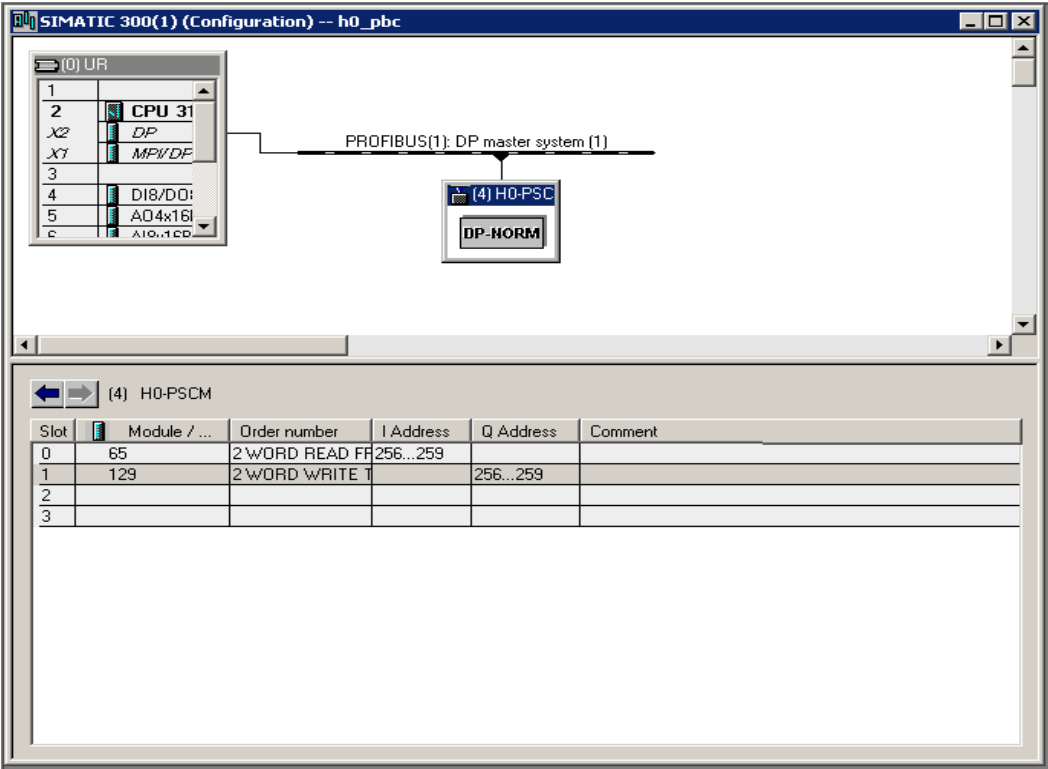 SIMATIC 300(1) (Configuration) -- h0_pbc
(0) UR
1
2 CPU 31
X2 DP
X1 MPI/DP
3
4 DI8/DO
5 AO4x16
6
PROFIBUS(1): DP master system (1)
(4) H0-PSC
DP-NORM
(4) H0-PSCM
Slot Module / ... Order number I Address Q Address Comment
0 65 2 WORD READ FR 256...259
1 129 2 WORD WRITE T 256...259
2
3